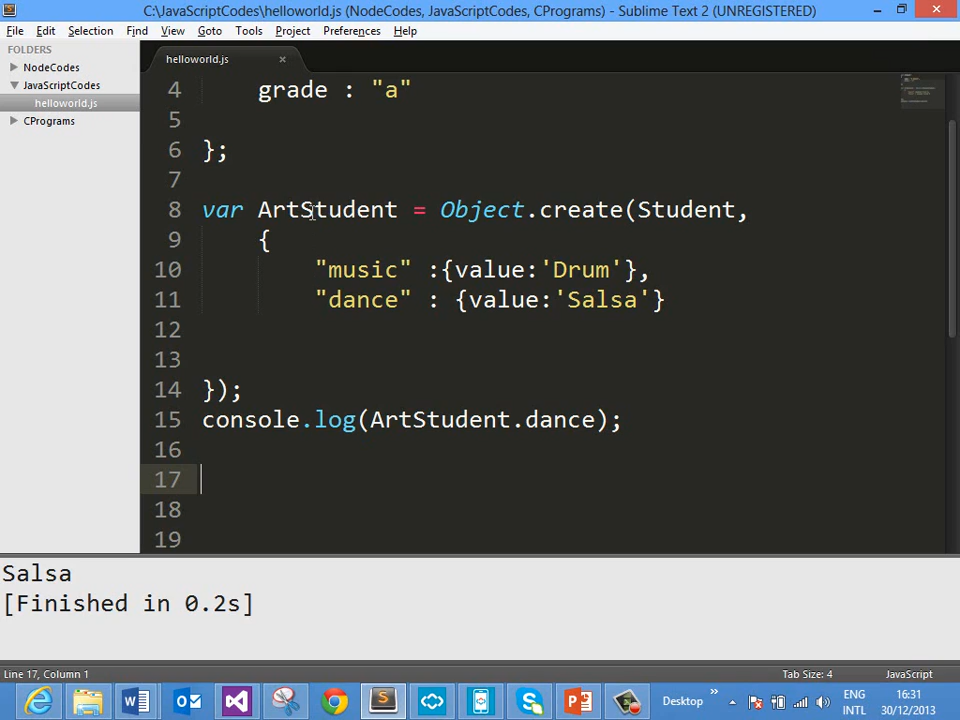 C:\JavaScriptCodes\helloworld.js (NodeCodes, JavaScriptCodes, CPrograms) - Sublime Text 2 (UNREGISTERED)
File Edit Selection Find View Goto Tools Project Preferences Help
FOLDERS
NodeCodes
JavaScriptCodes
helloworld.js
CPrograms
helloworld.js
4 grade : "a"
5
6 };
7
8 var ArtStudent = Object.create(Student,
9 {
10 "music" :{value:'Drum'},
11 "dance" : {value:'Salsa'}
12
13
14 });
15 console.log(ArtStudent.dance);
16
17
18
19
Salsa
[Finished in 0.2s]
Line 17, Column 1 Tab Size: 4 JavaScript
Desktop
ENG
INTL
16:31
30/12/2013